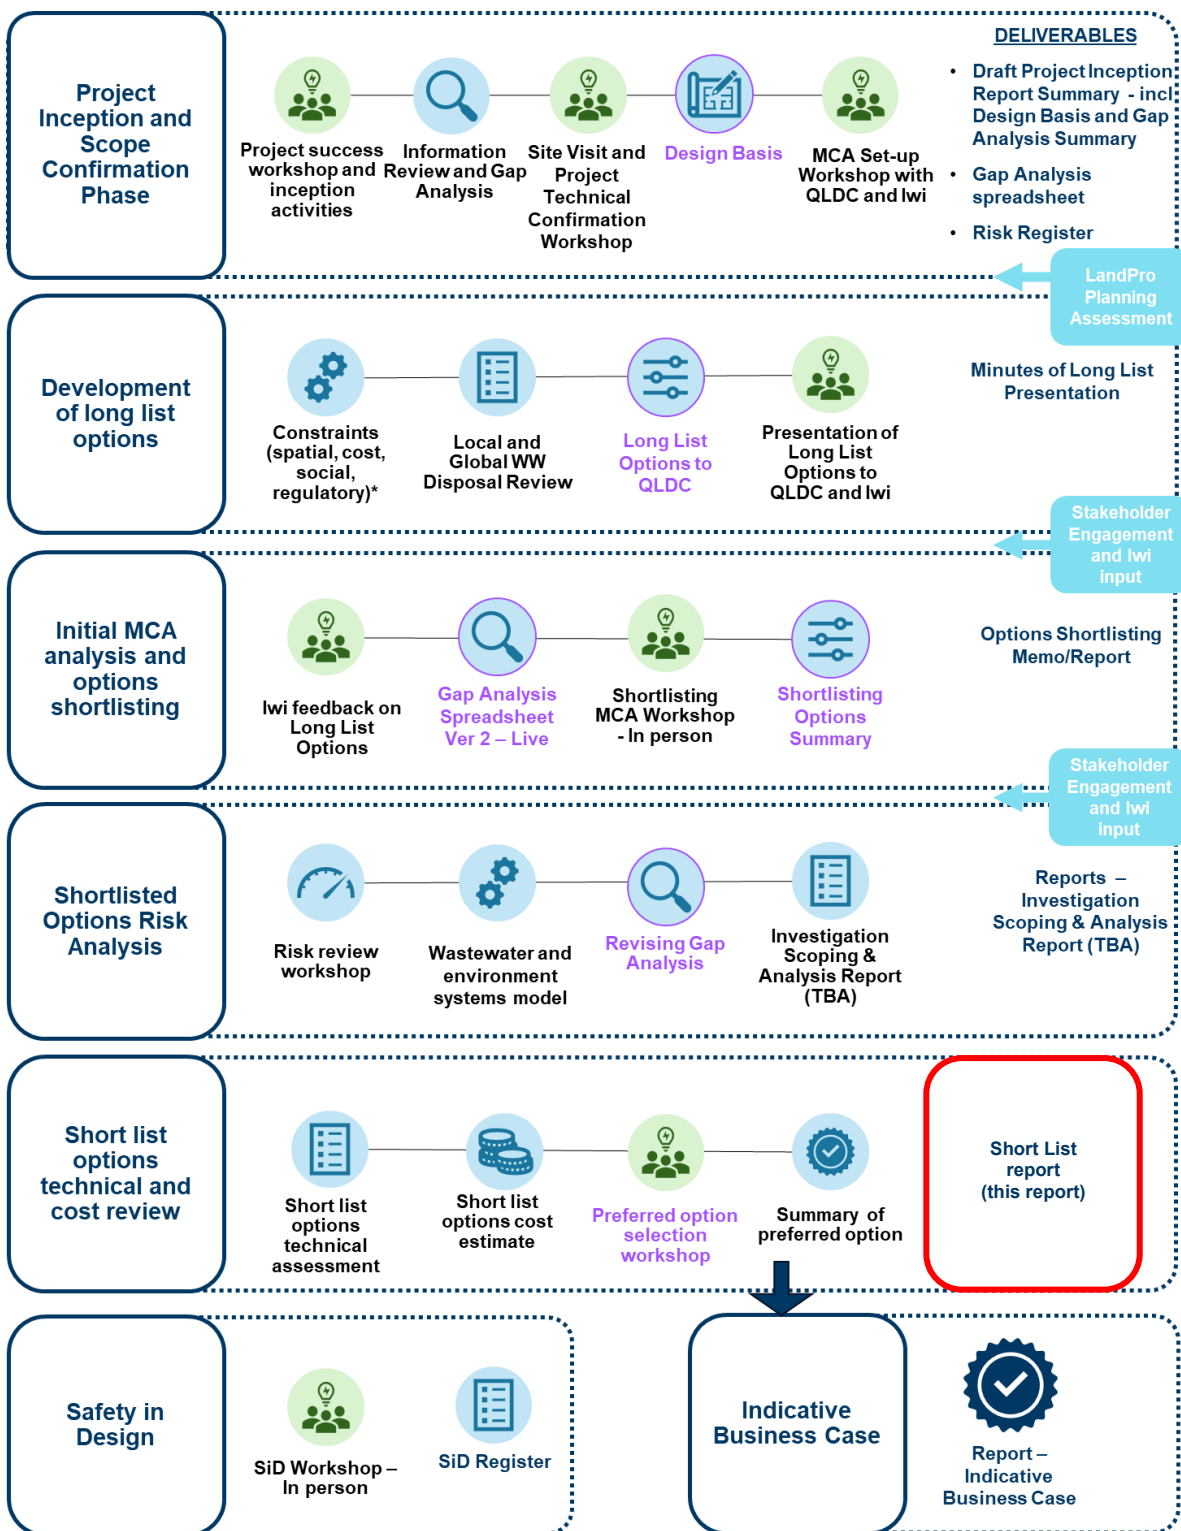 Project
Inception and
Scope
Confirmation
Phase
Project success
workshop and
inception
activities
Information
Review and Gap
Analysis
Site Visit and
Project
Technical
Confirmation
Workshop
Design Basis
MCA Set-up
Workshop with
QLDC and Iwi
DELIVERABLES
• Draft Project Inception
Report Summary - incl
Design Basis and Gap
Analysis Summary
• Gap Analysis
spreadsheet
• Risk Register
LandPro
Planning
Assessment
Development
of long list
options
Constraints
(spatial, cost,
social,
regulatory)*
Local and
Global WW
Disposal Review
Long List
Options to
QLDC
Presentation of
Long List
Options to
QLDC and Iwi
Minutes of Long List
Presentation
Stakeholder
Engagement
and Iwi
input
Initial MCA
analysis and
options
shortlisting
Iwi feedback on
Long List
Options
Gap Analysis
Spreadsheet
Ver 2 – Live
Shortlisting
MCA Workshop
- In person
Shortlisting
Options
Summary
Options Shortlisting
Memo/Report
Stakeholder
Engagement
and Iwi
input
Shortlisted
Options Risk
Analysis
Risk review
workshop
Wastewater and
environment
systems model
Revising Gap
Analysis
Investigation
Scoping &
Analysis Report
(TBA)
Reports –
Investigation
Scoping & Analysis
Report (TBA)
Short list
options
technical and
cost review
Short list
options
technical
assessment
Short list
options cost
estimate
Preferred option
selection
workshop
Summary of
preferred option
Short List
report
(this report)
Safety in
Design
SiD Workshop –
In person
SiD Register
Indicative
Business Case
Report –
Indicative
Business Case